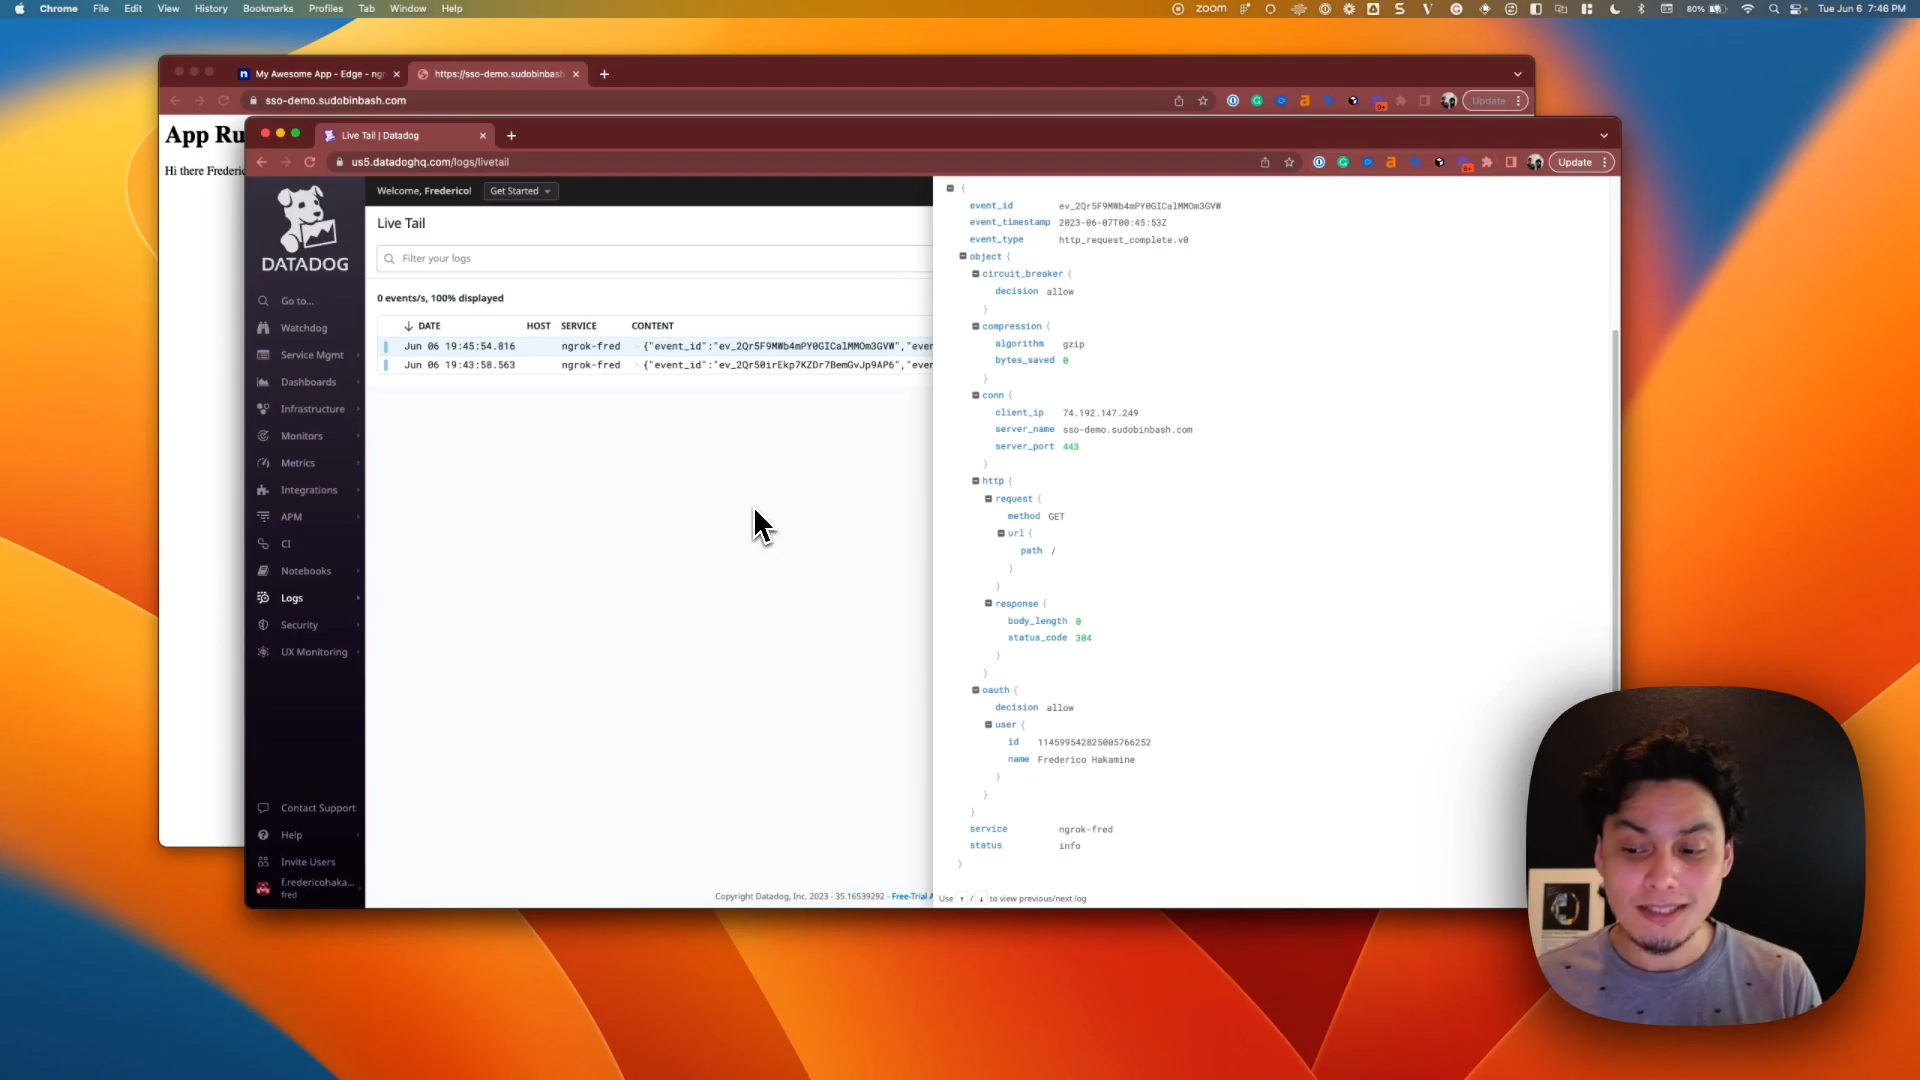 Chrome File Edit View History Bookmarks Profiles Tab Window Help
zoom 80% Tue Jun 6 7:46 PM
My Awesome App - Edge - ngr
https://sso-demo.sudobinbash
sso-demo.sudobinbash.com
Update
App Ru
Hi there Frederic
Live Tail | Datadog
us5.datadoghq.com/logs/livetail
9+
Update
DATADOG
Go to...
Watchdog
Service Mgmt
Dashboards
Infrastructure
Monitors
Metrics
Integrations
APM
CI
Notebooks
Logs
Security
UX Monitoring
Contact Support
Help
Invite Users
f.redericohaka...
fred
Welcome, Frederico!
Get Started
Live Tail
Filter your logs
0 events/s, 100% displayed
DATE HOST SERVICE CONTENT
Jun 06 19:45:54.816 ngrok-fred {"event_id":"ev_2Qr5F9MWb4mPY0GICalMMOm3GVW","even
Jun 06 19:43:58.563 ngrok-fred {"event_id":"ev_2Qr50irEkp7KZDr7BemGvJp9AP6","even
Copyright Datadog, Inc. 2023 - 35.16539292 - Free-Trial A
{
event_id ev_2Qr5F9MWb4mPY0GICalMMOm3GVW
event_timestamp 2023-06-07T00:45:53Z
event_type http_request_complete.v0
object {
circuit_breaker {
decision allow
}
compression {
algorithm gzip
bytes_saved 0
}
conn {
client_ip 74.192.147.249
server_name sso-demo.sudobinbash.com
server_port 443
}
http {
request {
method GET
url {
path /
}
}
response {
body_length 0
status_code 304
}
}
oauth {
decision allow
user {
id 114599542825005766252
name Frederico Hakamine
}
}
}
service ngrok-fred
status info
}
Use ↑ / ↓ to view previous/next log